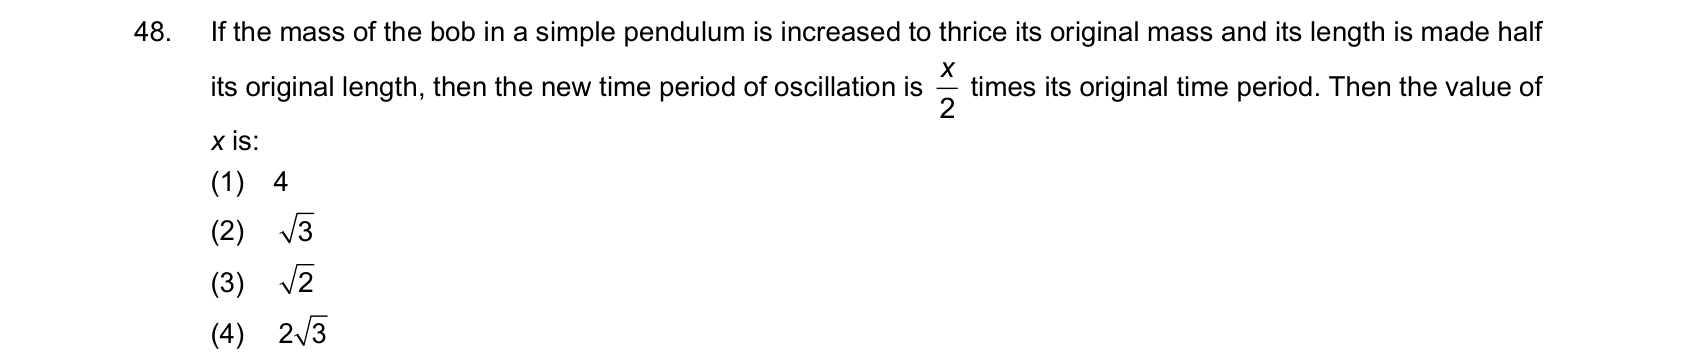 48. If the mass of the bob in a simple pendulum is increased to thrice its original mass and its length is made half
its original length, then the new time period of oscillation is x/2 times its original time period. Then the value of
x is:
(1) 4
(2) √3
(3) √2
(4) 2√3